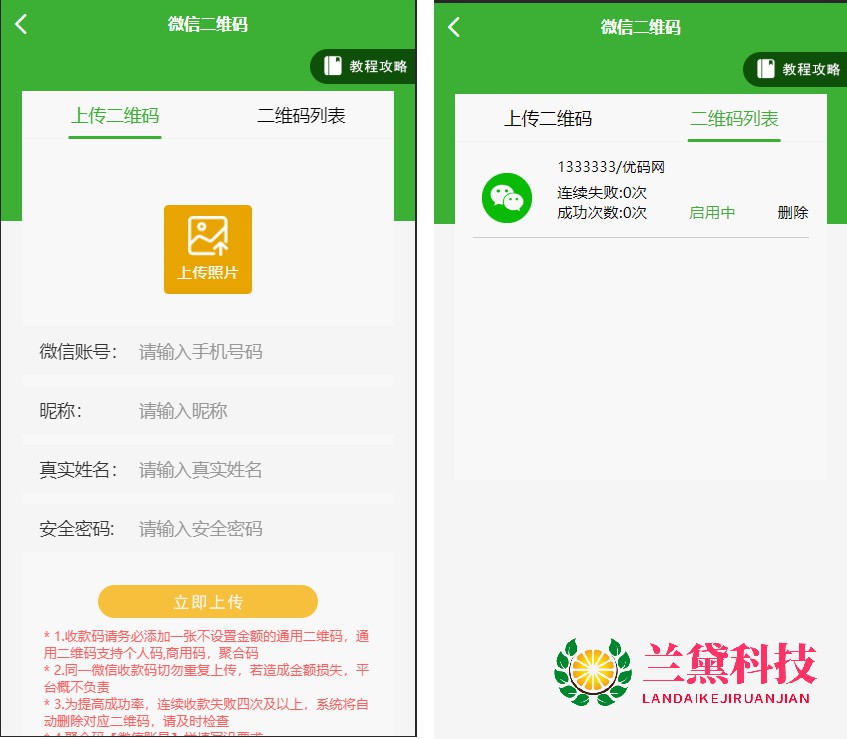 微信二维码
教程攻略
上传二维码
二维码列表
上传照片
微信账号：
请输入手机号码
昵称：
请输入昵称
真实姓名：
请输入真实姓名
安全密码：
请输入安全密码
立即上传
* 1.收款码请务必添加一张不设置金额的通用二维码，通
用二维码支持个人码,商用码，聚合码
* 2.同一微信收款码切勿重复上传，若造成金额损失，平
台概不负责
* 3.为提高成功率，连续收款失败四次及以上，系统将自
动删除对应二维码，请及时检查
微信二维码
教程攻略
上传二维码
二维码列表
1333333/优码网
连续失败:0次
成功次数:0次
启用中
删除
兰黛科技
LANDAIKEJIRUANJIAN